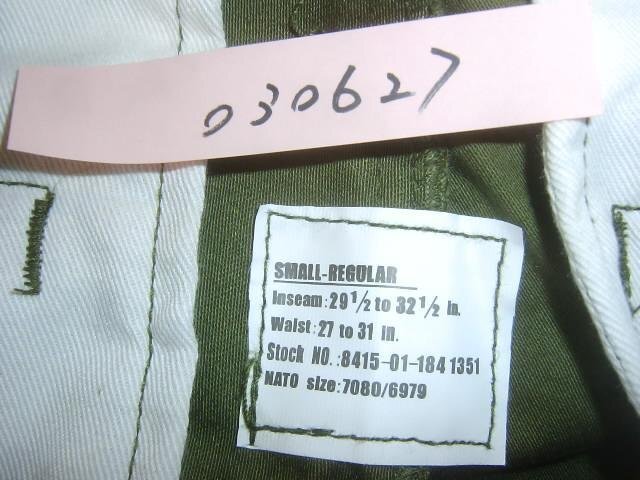 030627
SMALL-REGULAR
Inseam:29 1/2 to 32 1/2 in.
Waist:27 to 31 in.
Stock NO.:8415-01-184 1351
NATO size:7080/6979